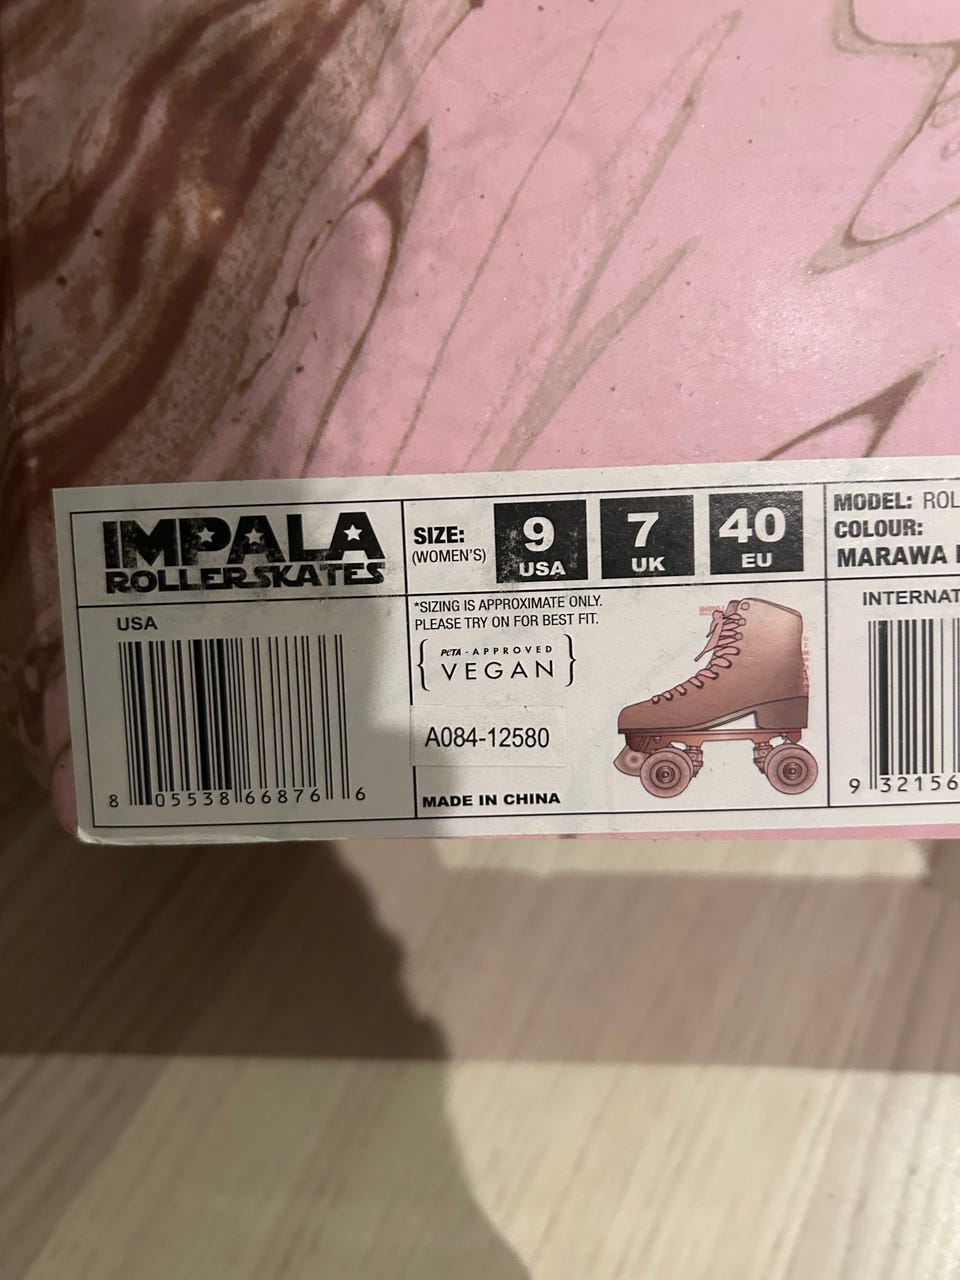 IMPALA
ROLLERSKATES
SIZE:
(WOMEN'S)
9
USA
7
UK
40
EU
MODEL: ROL
COLOUR:
MARAWA
USA
8 05538 66876 6
*SIZING IS APPROXIMATE ONLY.
PLEASE TRY ON FOR BEST FIT.
PETA - APPROVED
VEGAN
A084-12580
MADE IN CHINA
IMPALA
INTERNAT
9 32156